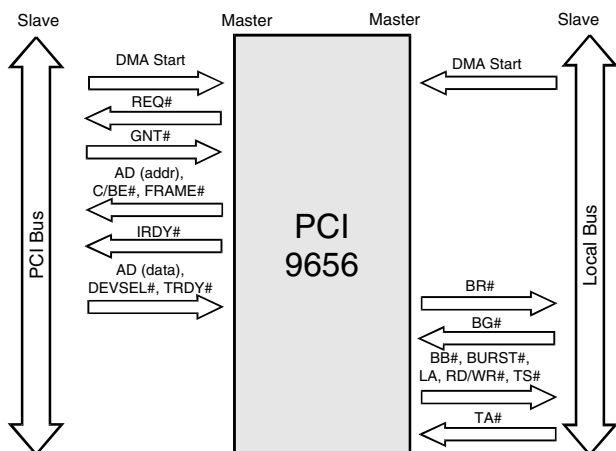 Slave
Master
Master
Slave
DMA Start
DMA Start
REQ#
GNT#
AD (addr),
C/BE#, FRAME#
IRDY#
AD (data),
DEVSEL#, TRDY#
PCI Bus
PCI
9656
Local Bus
BR#
BG#
BB#, BURST#,
LA, RD/WR#, TS#
TA#